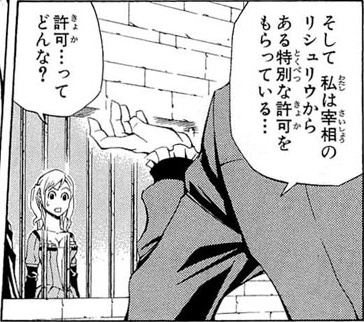 そして 私は宰相の
リシュリウから
ある特別な許可を
もらっている…
許可…って
どんな？